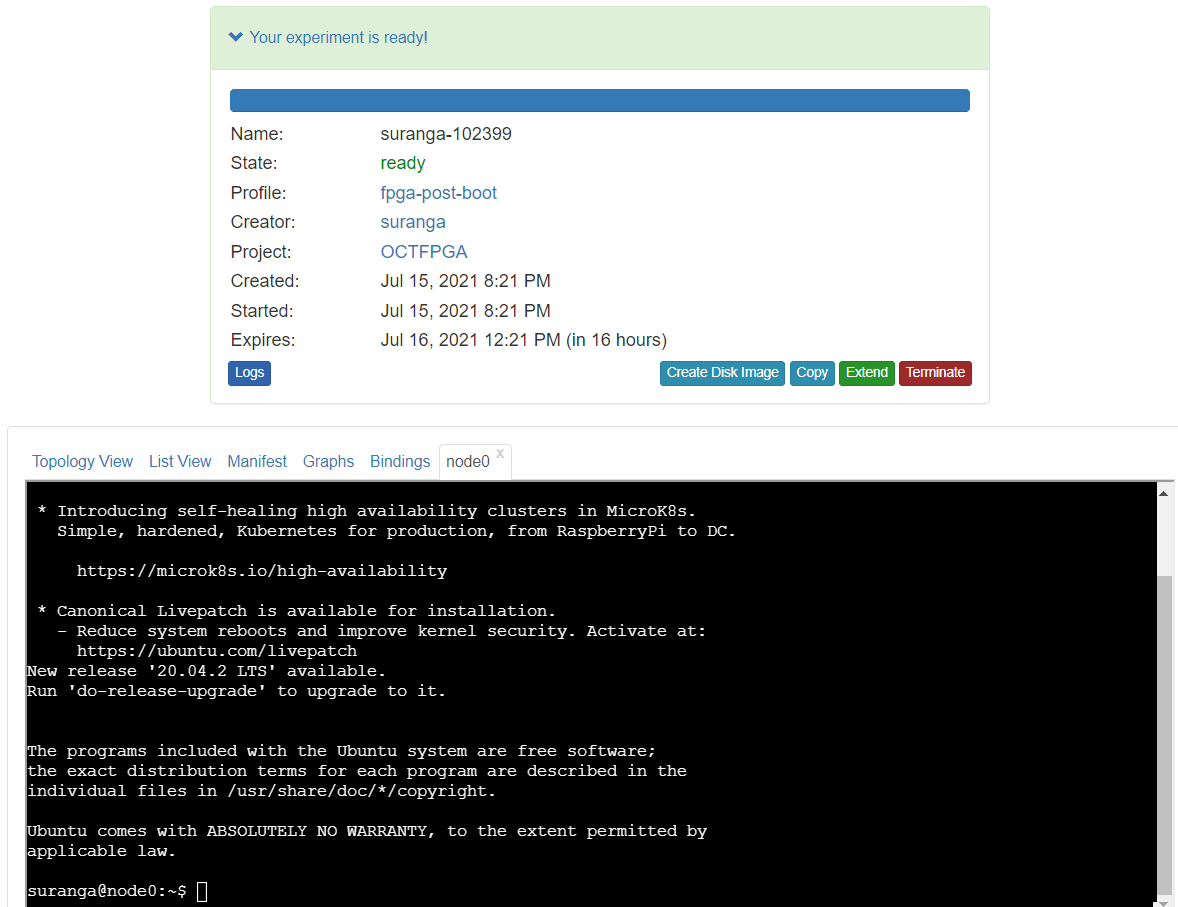 Your experiment is ready!
Name: suranga-102399
State: ready
Profile: fpga-post-boot
Creator: suranga
Project: OCTFPGA
Created: Jul 15, 2021 8:21 PM
Started: Jul 15, 2021 8:21 PM
Expires: Jul 16, 2021 12:21 PM (in 16 hours)
Logs Create Disk Image Copy Extend Terminate
Topology View List View Manifest Graphs Bindings node0 x
* Introducing self-healing high availability clusters in MicroK8s.
Simple, hardened, Kubernetes for production, from RaspberryPi to DC.
https://microk8s.io/high-availability
* Canonical Livepatch is available for installation.
- Reduce system reboots and improve kernel security. Activate at:
https://ubuntu.com/livepatch
New release '20.04.2 LTS' available.
Run 'do-release-upgrade' to upgrade to it.
The programs included with the Ubuntu system are free software;
the exact distribution terms for each program are described in the
individual files in /usr/share/doc/*/copyright.
Ubuntu comes with ABSOLUTELY NO WARRANTY, to the extent permitted by
applicable law.
suranga@node0:~$